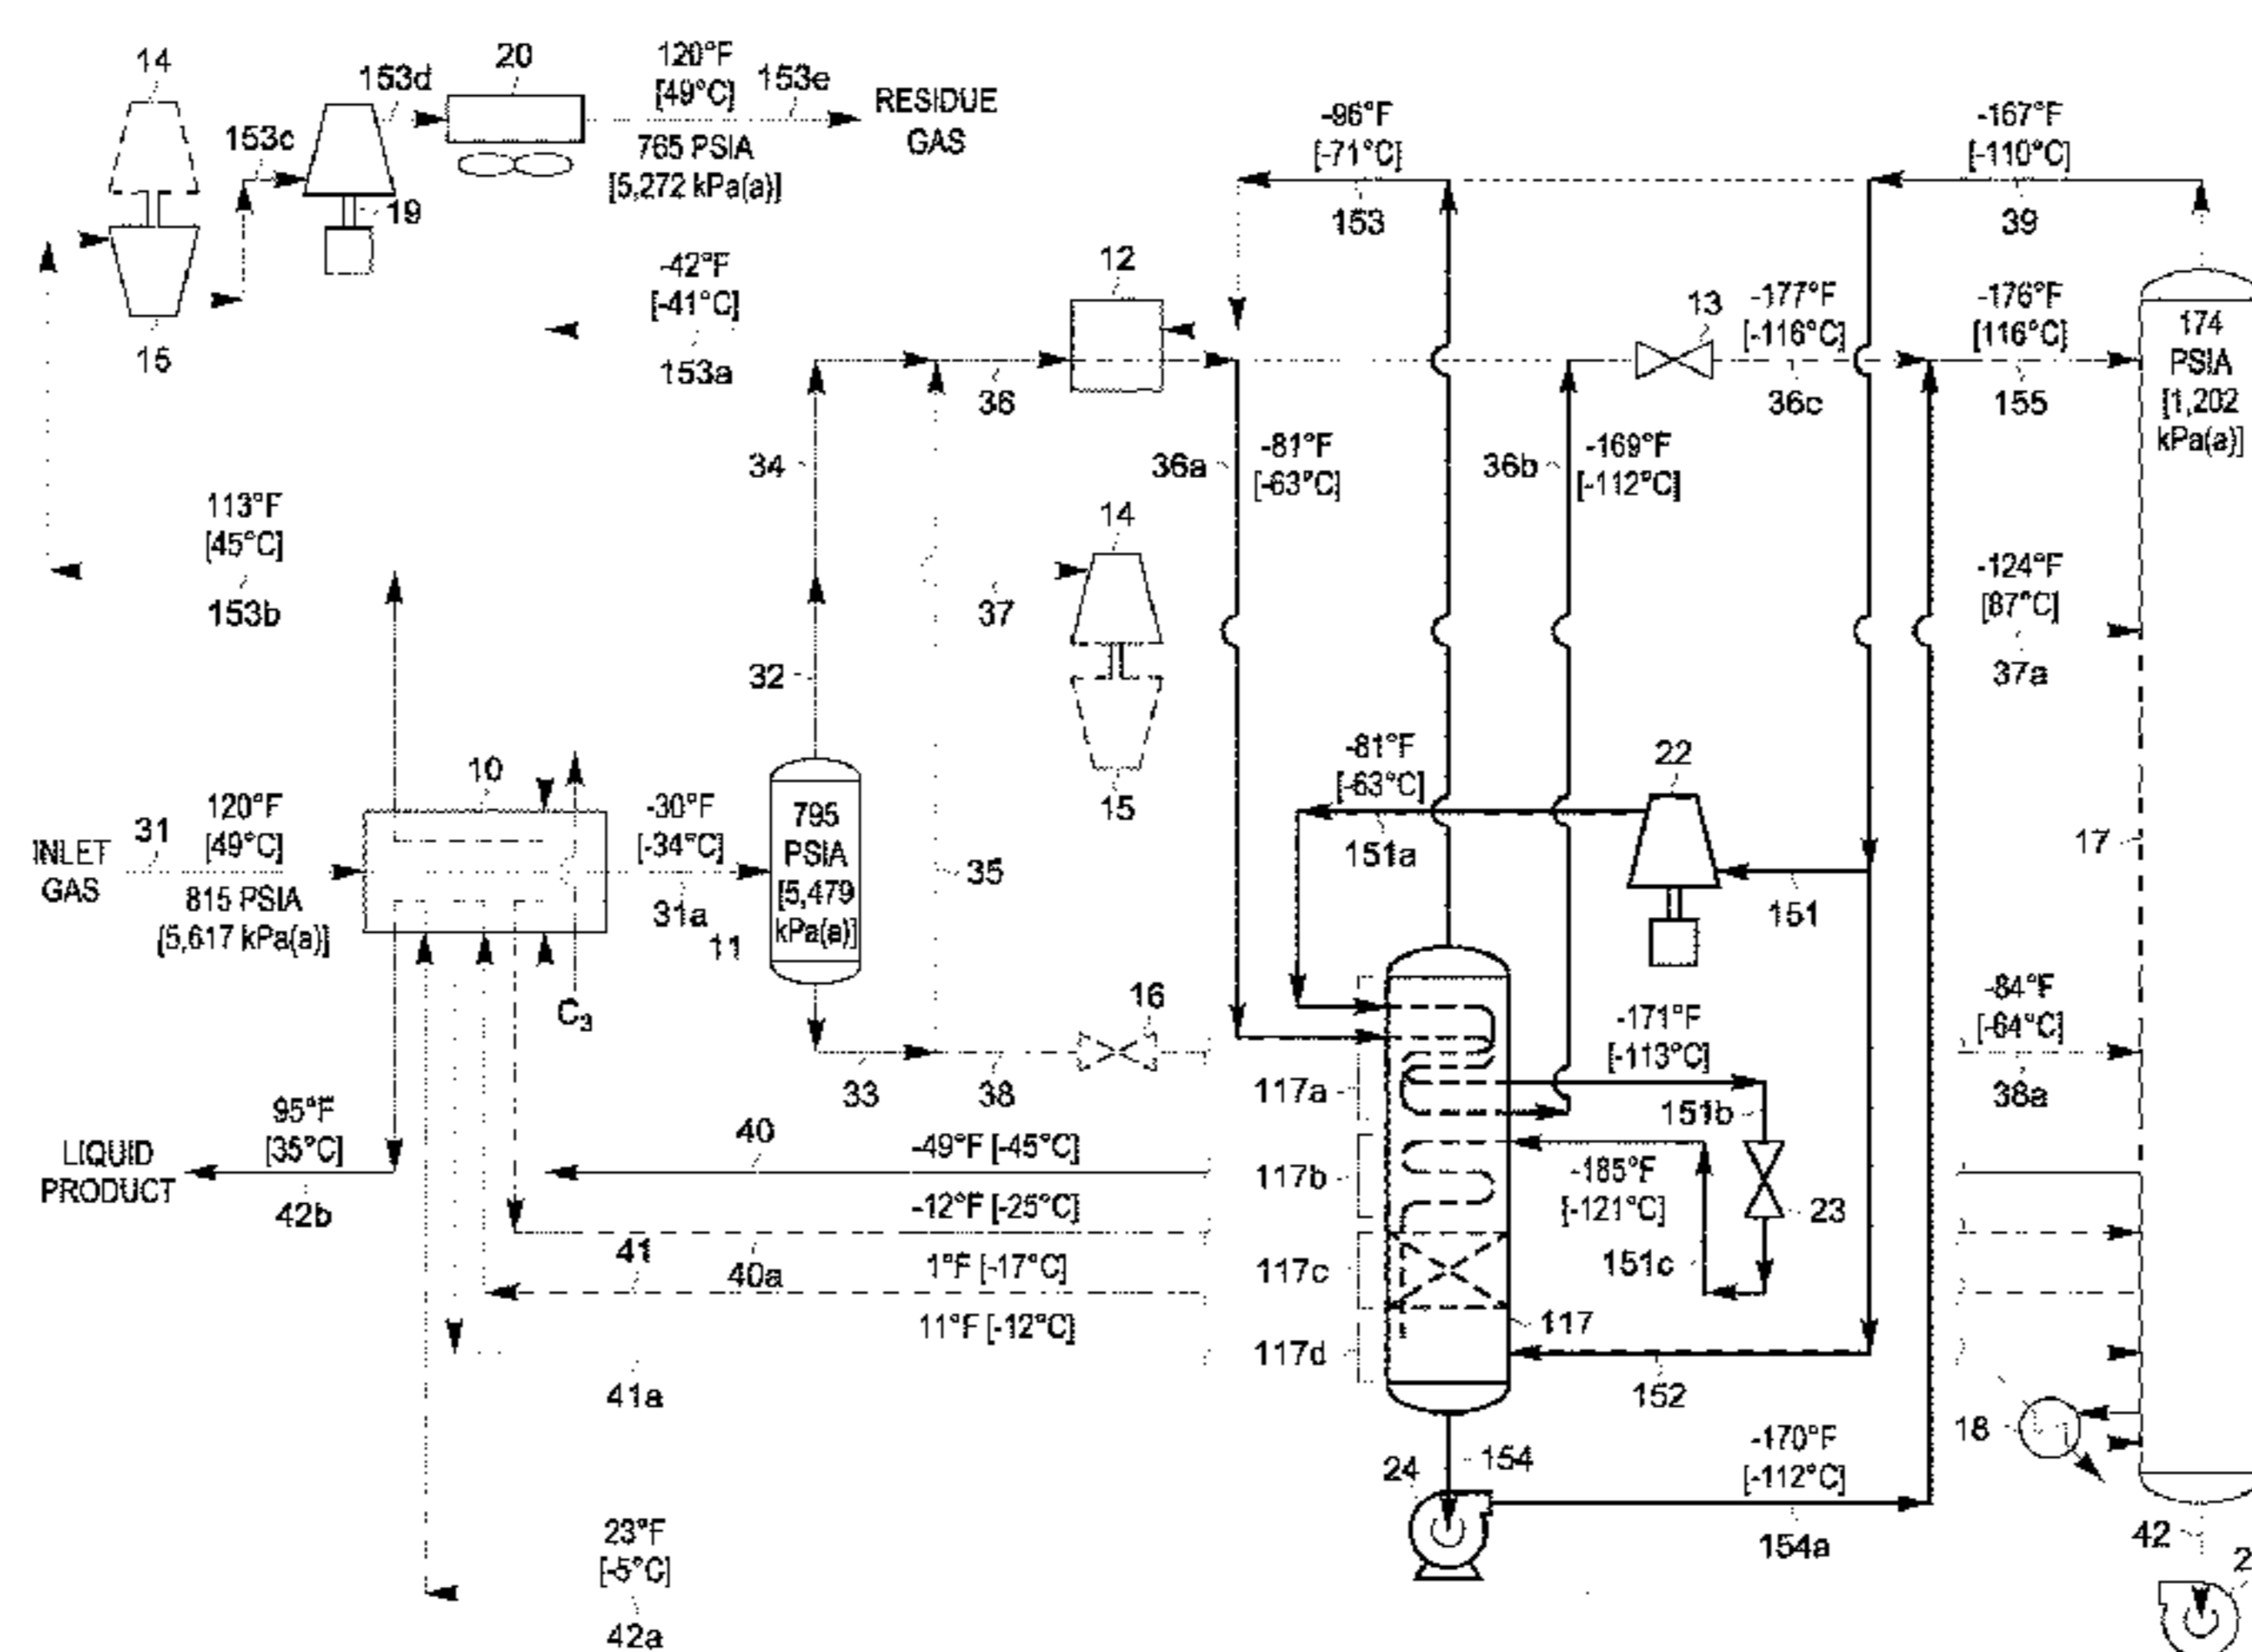 14
153d
20
120°F
[49°C]
153e
RESIDUE
GAS
765 PSIA
[5,272 kPa(a)]
153c
19
15
-42°F
[-41°C]
153a
12
-96°F
[-71°C]
153
-167°F
[-110°C]
39
13
-177°F
[-116°C]
36c
-176°F
[116°C]
155
174
PSIA
[1,202
kPa(a)]
36
34
36a
-81°F
[-63°C]
36b
-169°F
[-112°C]
113°F
[45°C]
153b
37
14
15
-124°F
[87°C]
37a
32
10
31
INLET
GAS
120°F
[49°C]
815 PSIA
[5,617 kPa(a)]
-30°F
[-34°C]
31a
11
795
PSIA
[5,479
kPa(a)]
35
-81°F
[-63°C]
151a
22
151
17
C3
33
38
16
-84°F
[-64°C]
38a
117a
-171°F
[-113°C]
151b
95°F
[35°C]
LIQUID
PRODUCT
42b
40
-49°F [-45°C]
-12°F [-25°C]
41
40a
1°F [-17°C]
11°F [-12°C]
41a
117b
-185°F
[-121°C]
23
151c
117c
117
117d
152
18
154
24
-170°F
[-112°C]
154a
42
23°F
[-5°C]
42a